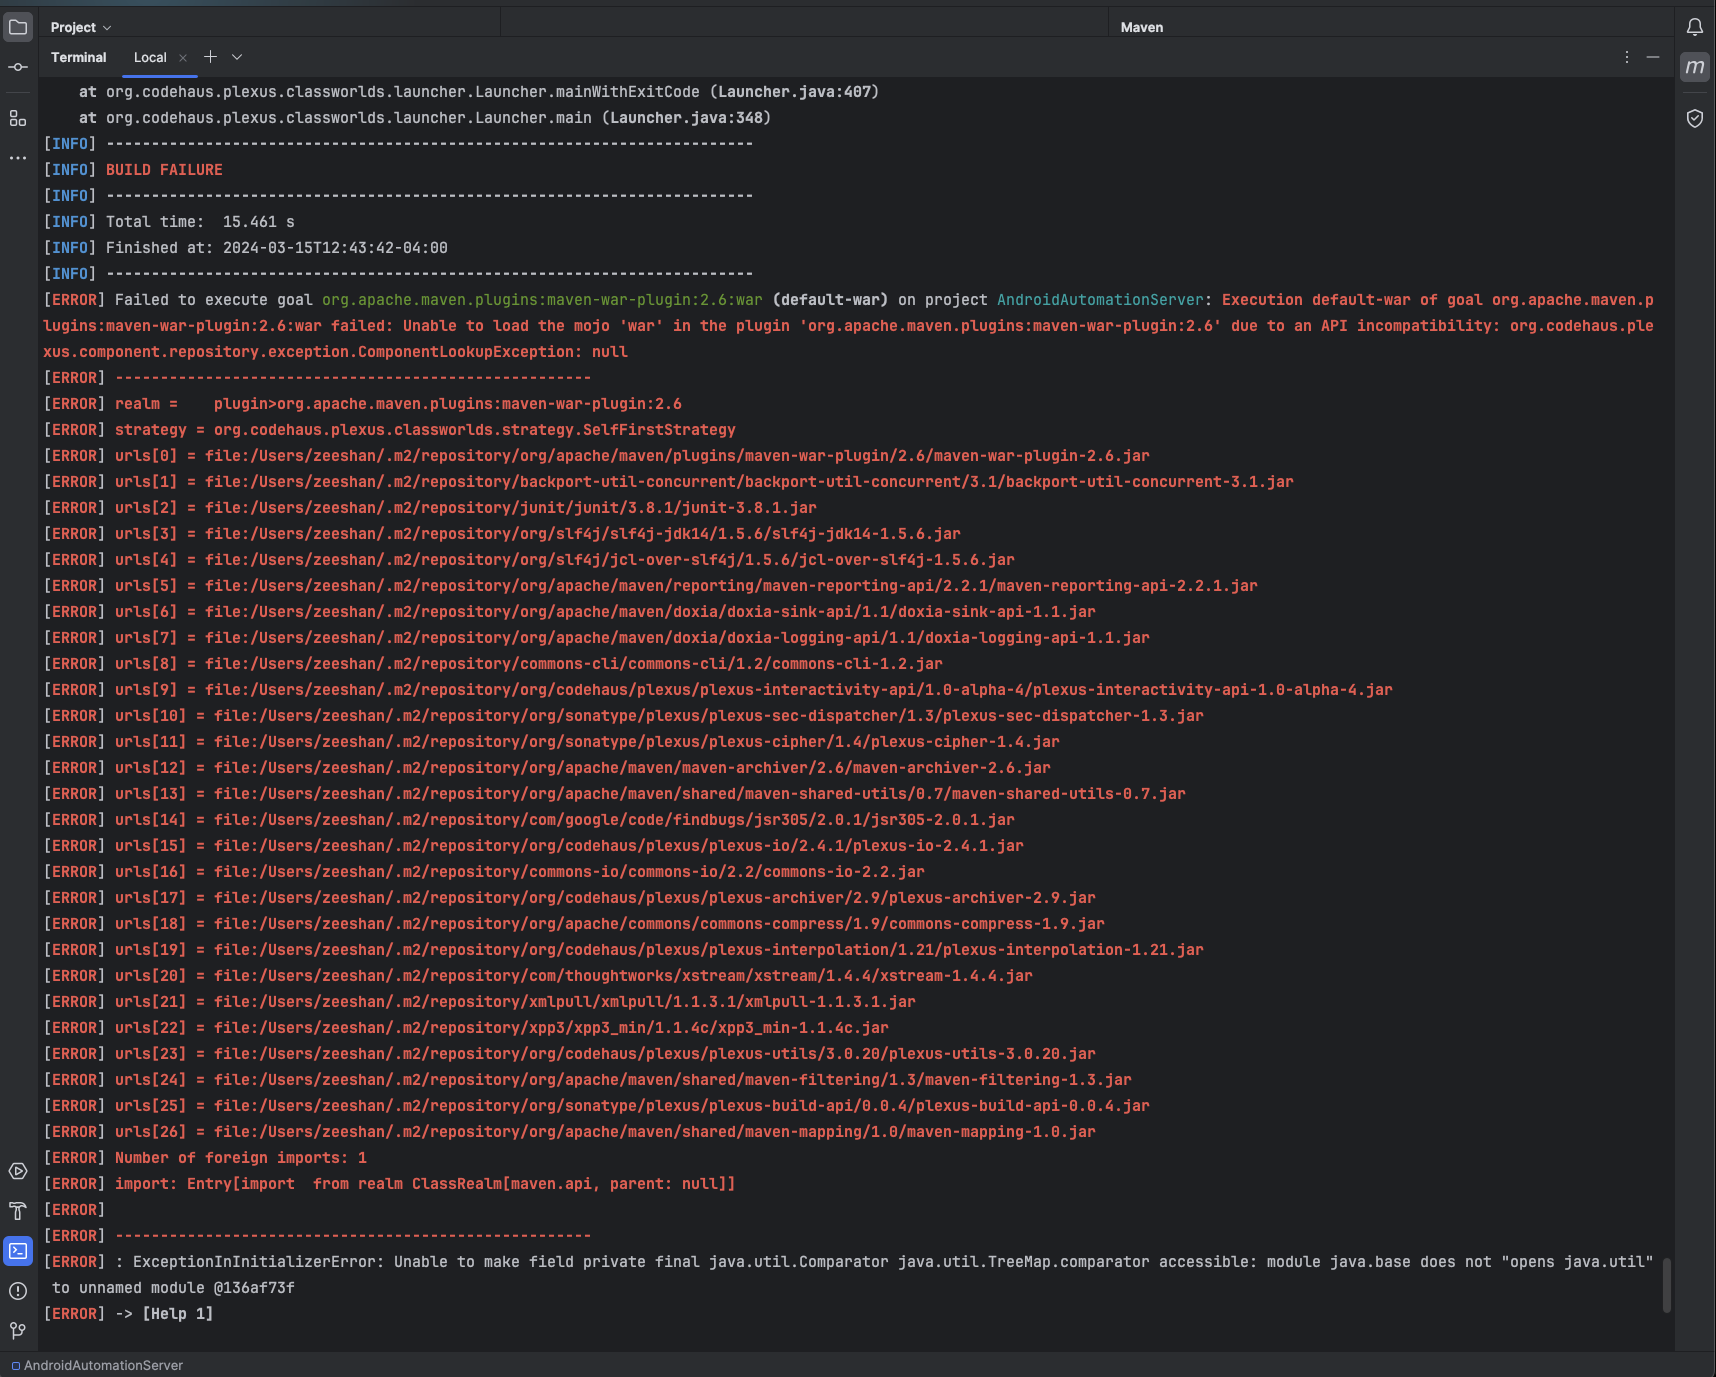 Project
Maven
Terminal Local
at org.codehaus.plexus.classworlds.launcher.Launcher.mainWithExitCode (Launcher.java:407)
at org.codehaus.plexus.classworlds.launcher.Launcher.main (Launcher.java:348)
[INFO] ------------------------------------------------------------------------
[INFO] BUILD FAILURE
[INFO] ------------------------------------------------------------------------
[INFO] Total time:  15.461 s
[INFO] Finished at: 2024-03-15T12:43:42-04:00
[INFO] ------------------------------------------------------------------------
[ERROR] Failed to execute goal org.apache.maven.plugins:maven-war-plugin:2.6:war (default-war) on project AndroidAutomationServer: Execution default-war of goal org.apache.maven.p
lugins:maven-war-plugin:2.6:war failed: Unable to load the mojo 'war' in the plugin 'org.apache.maven.plugins:maven-war-plugin:2.6' due to an API incompatibility: org.codehaus.ple
xus.component.repository.exception.ComponentLookupException: null
[ERROR] -----------------------------------------------------
[ERROR] realm =    plugin>org.apache.maven.plugins:maven-war-plugin:2.6
[ERROR] strategy = org.codehaus.plexus.classworlds.strategy.SelfFirstStrategy
[ERROR] urls[0] = file:/Users/zeeshan/.m2/repository/org/apache/maven/plugins/maven-war-plugin/2.6/maven-war-plugin-2.6.jar
[ERROR] urls[1] = file:/Users/zeeshan/.m2/repository/backport-util-concurrent/backport-util-concurrent/3.1/backport-util-concurrent-3.1.jar
[ERROR] urls[2] = file:/Users/zeeshan/.m2/repository/junit/junit/3.8.1/junit-3.8.1.jar
[ERROR] urls[3] = file:/Users/zeeshan/.m2/repository/org/slf4j/slf4j-jdk14/1.5.6/slf4j-jdk14-1.5.6.jar
[ERROR] urls[4] = file:/Users/zeeshan/.m2/repository/org/slf4j/jcl-over-slf4j/1.5.6/jcl-over-slf4j-1.5.6.jar
[ERROR] urls[5] = file:/Users/zeeshan/.m2/repository/org/apache/maven/reporting/maven-reporting-api/2.2.1/maven-reporting-api-2.2.1.jar
[ERROR] urls[6] = file:/Users/zeeshan/.m2/repository/org/apache/maven/doxia/doxia-sink-api/1.1/doxia-sink-api-1.1.jar
[ERROR] urls[7] = file:/Users/zeeshan/.m2/repository/org/apache/maven/doxia/doxia-logging-api/1.1/doxia-logging-api-1.1.jar
[ERROR] urls[8] = file:/Users/zeeshan/.m2/repository/commons-cli/commons-cli/1.2/commons-cli-1.2.jar
[ERROR] urls[9] = file:/Users/zeeshan/.m2/repository/org/codehaus/plexus/plexus-interactivity-api/1.0-alpha-4/plexus-interactivity-api-1.0-alpha-4.jar
[ERROR] urls[10] = file:/Users/zeeshan/.m2/repository/org/sonatype/plexus/plexus-sec-dispatcher/1.3/plexus-sec-dispatcher-1.3.jar
[ERROR] urls[11] = file:/Users/zeeshan/.m2/repository/org/sonatype/plexus/plexus-cipher/1.4/plexus-cipher-1.4.jar
[ERROR] urls[12] = file:/Users/zeeshan/.m2/repository/org/apache/maven/maven-archiver/2.6/maven-archiver-2.6.jar
[ERROR] urls[13] = file:/Users/zeeshan/.m2/repository/org/apache/maven/shared/maven-shared-utils/0.7/maven-shared-utils-0.7.jar
[ERROR] urls[14] = file:/Users/zeeshan/.m2/repository/com/google/code/findbugs/jsr305/2.0.1/jsr305-2.0.1.jar
[ERROR] urls[15] = file:/Users/zeeshan/.m2/repository/org/codehaus/plexus/plexus-io/2.4.1/plexus-io-2.4.1.jar
[ERROR] urls[16] = file:/Users/zeeshan/.m2/repository/commons-io/commons-io/2.2/commons-io-2.2.jar
[ERROR] urls[17] = file:/Users/zeeshan/.m2/repository/org/codehaus/plexus/plexus-archiver/2.9/plexus-archiver-2.9.jar
[ERROR] urls[18] = file:/Users/zeeshan/.m2/repository/org/apache/commons/commons-compress/1.9/commons-compress-1.9.jar
[ERROR] urls[19] = file:/Users/zeeshan/.m2/repository/org/codehaus/plexus/plexus-interpolation/1.21/plexus-interpolation-1.21.jar
[ERROR] urls[20] = file:/Users/zeeshan/.m2/repository/com/thoughtworks/xstream/xstream/1.4.4/xstream-1.4.4.jar
[ERROR] urls[21] = file:/Users/zeeshan/.m2/repository/xmlpull/xmlpull/1.1.3.1/xmlpull-1.1.3.1.jar
[ERROR] urls[22] = file:/Users/zeeshan/.m2/repository/xpp3/xpp3_min/1.1.4c/xpp3_min-1.1.4c.jar
[ERROR] urls[23] = file:/Users/zeeshan/.m2/repository/org/codehaus/plexus/plexus-utils/3.0.20/plexus-utils-3.0.20.jar
[ERROR] urls[24] = file:/Users/zeeshan/.m2/repository/org/apache/maven/shared/maven-filtering/1.3/maven-filtering-1.3.jar
[ERROR] urls[25] = file:/Users/zeeshan/.m2/repository/org/sonatype/plexus/plexus-build-api/0.0.4/plexus-build-api-0.0.4.jar
[ERROR] urls[26] = file:/Users/zeeshan/.m2/repository/org/apache/maven/shared/maven-mapping/1.0/maven-mapping-1.0.jar
[ERROR] Number of foreign imports: 1
[ERROR] import: Entry[import  from realm ClassRealm[maven.api, parent: null]]
[ERROR]
[ERROR] -----------------------------------------------------
[ERROR] : ExceptionInInitializerError: Unable to make field private final java.util.Comparator java.util.TreeMap.comparator accessible: module java.base does not "opens java.util"
to unnamed module @136af73f
[ERROR] -> [Help 1]
AndroidAutomationServer